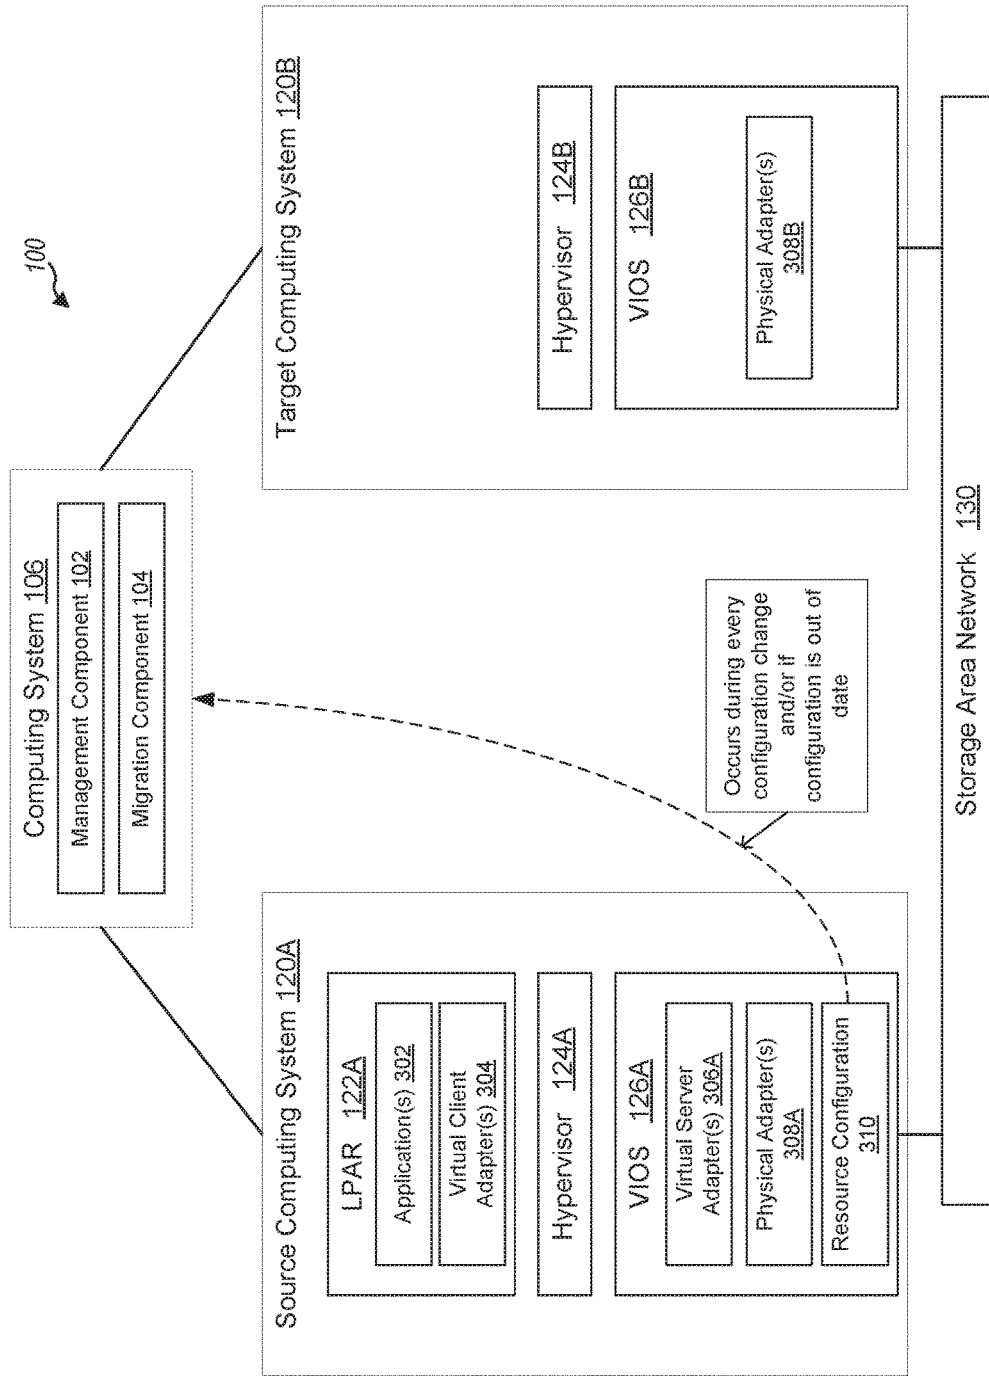 100
Computing System 106
Management Component 102
Migration Component 104
Source Computing System 120A
LPAR 122A
Application(s) 302
Virtual Client
Adapter(s) 304
Hypervisor 124A
VIOS 126A
Virtual Server
Adapter(s) 306A
Physical Adapter(s)
308A
Resource Configuration
310
Occurs during every
configuration change
and/or if
configuration is out of
date
Target Computing System 120B
Hypervisor 124B
VIOS 126B
Physical Adapter(s)
308B
Storage Area Network 130